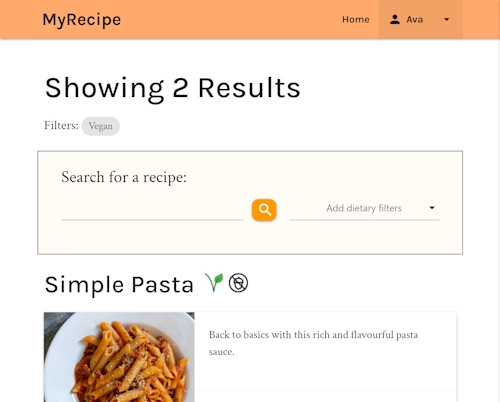 MyRecipe
Home
Ava
Showing 2 Results
Filters: Vegan
Search for a recipe:
Add dietary filters
Simple Pasta
Back to basics with this rich and flavourful pasta
sauce.